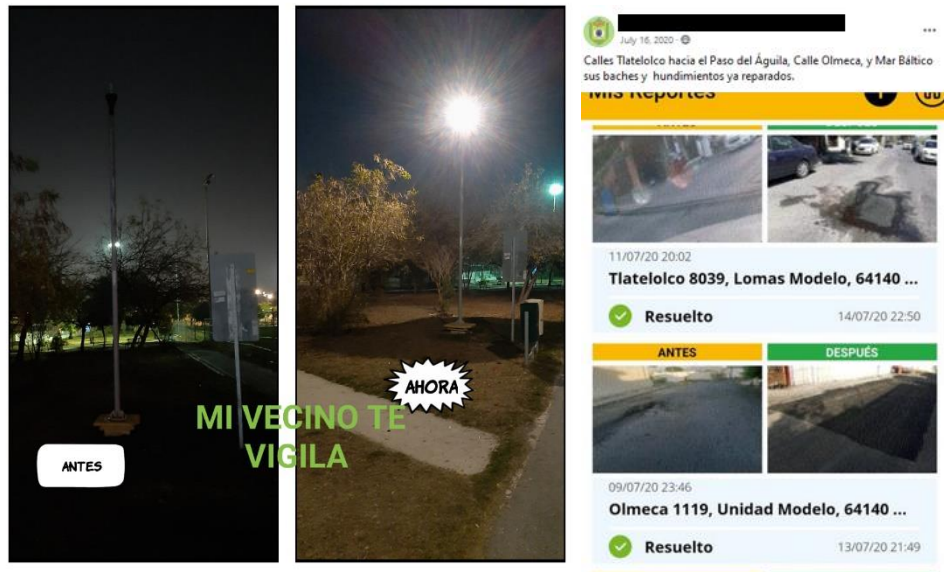 ANTES
AHORA
MI VECINO TE
VIGILA
July 16, 2020
Calles Tlatelolco hacia el Paso del Águila, Calle Olmeca, y Mar Báltico
sus baches y hundimientos ya reparados.
Mis Reportes
ANTES
DESPUÉS
11/07/20 20:02
Tlatelolco 8039, Lomas Modelo, 64140 ...
Resuelto
14/07/20 22:50
ANTES
DESPUÉS
09/07/20 23:46
Olmeca 1119, Unidad Modelo, 64140 ...
Resuelto
13/07/20 21:49